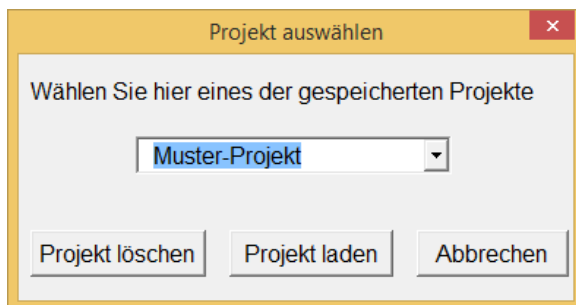 Projekt auswählen
Wählen Sie hier eines der gespeicherten Projekte
Muster-Projekt
Projekt löschen Projekt laden Abbrechen